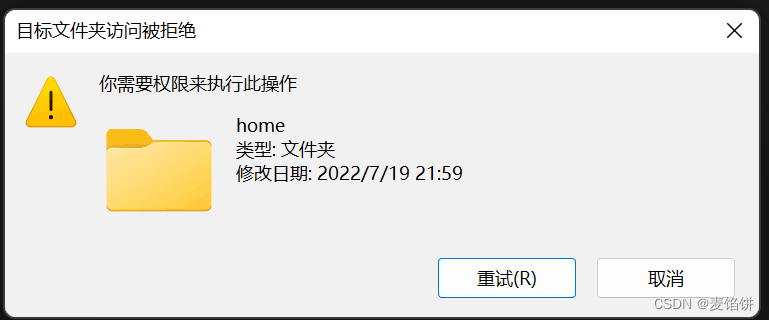 目标文件夹访问被拒绝
你需要权限来执行此操作
home
类型: 文件夹
修改日期: 2022/7/19 21:59
重试(R)
取消
CSDN @麦馅饼